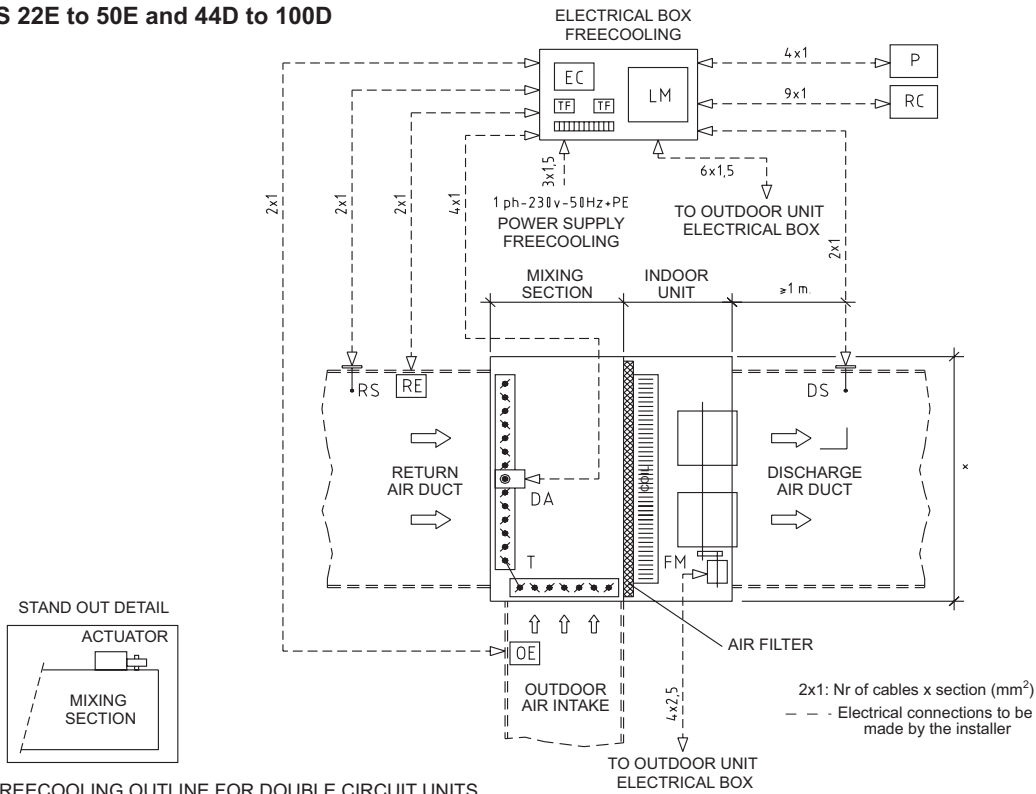 S 22E to 50E and 44D to 100D
ELECTRICAL BOX
FREECOOLING
EC
LM
TF
TF
4x1
P
9x1
RC
2x1
2x1
2x1
4x1
3x1,5
6x1,5
1 ph-230v-50Hz+PE
POWER SUPPLY
FREECOOLING
TO OUTDOOR UNIT
ELECTRICAL BOX
2x1
MIXING
SECTION
INDOOR
UNIT
≥1 m.
RS
RE
DS
RETURN
AIR DUCT
DA
COIL
DISCHARGE
AIR DUCT
x
T
FM
STAND OUT DETAIL
ACTUATOR
MIXING
SECTION
OE
AIR FILTER
OUTDOOR
AIR INTAKE
4x2,5
2x1: Nr of cables x section (mm²)
Electrical connections to be
made by the installer
TO OUTDOOR UNIT
ELECTRICAL BOX
REECOOLING OUTLINE FOR DOUBLE CIRCUIT UNITS